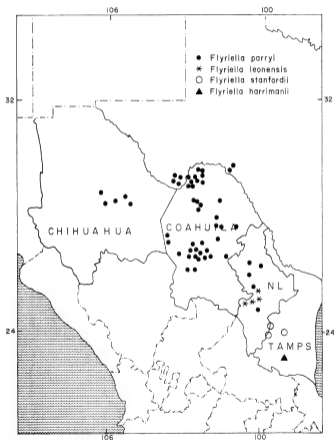 106
100
Flyriella parryi
Flyriella leonensis
Flyriella stanfordii
Flyriella harrimanii
32
32
CHIHUAHUA
COAHUILA
NL
24
24
TAMPS
106
100